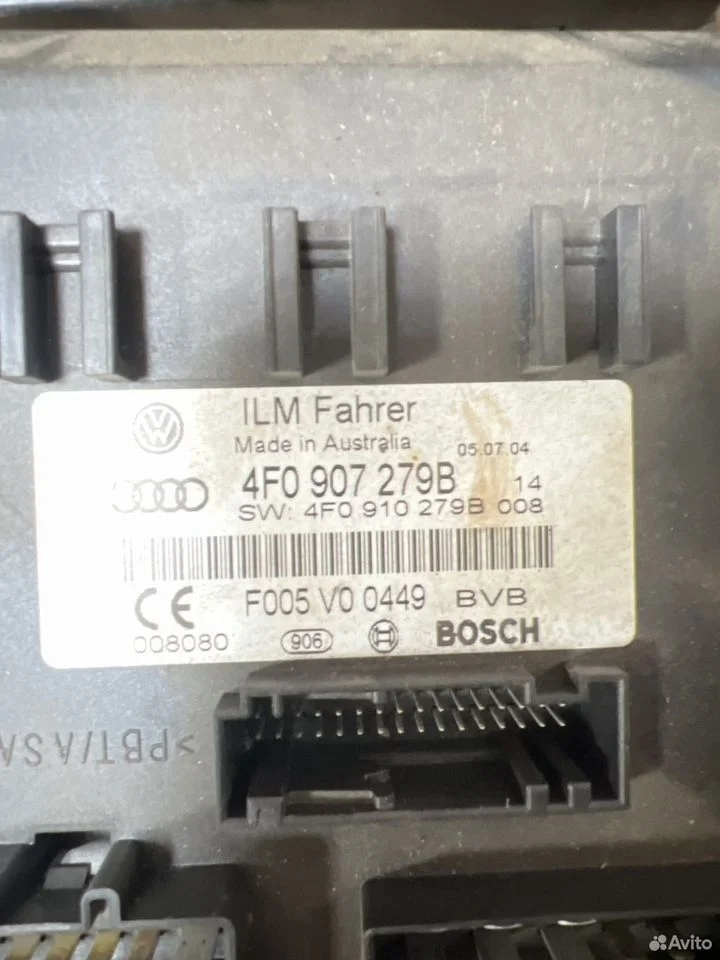 ILM Fahrer
Made in Australia 05.07.04
4F0 907 279B 14
SW: 4F0 910 279B 008
F005 V0 0449 BVB
CE
008080 906 BOSCH
>PBT/ASA
Avito